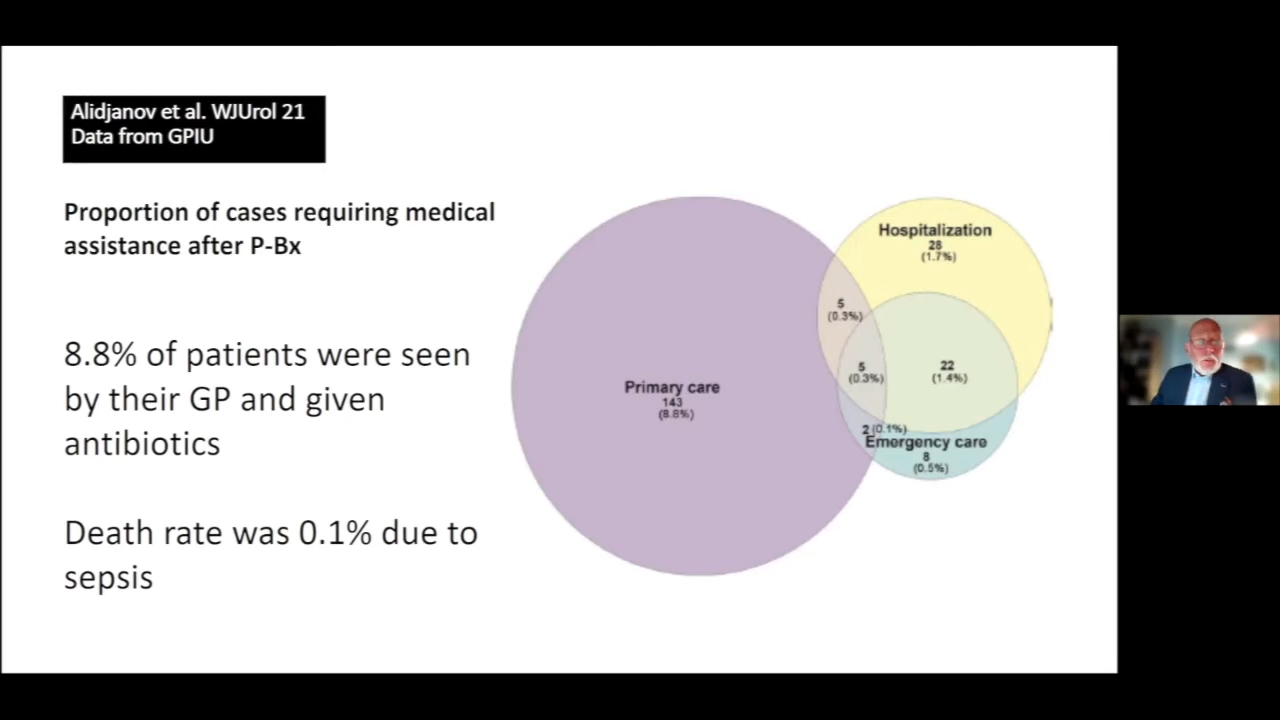 Alidjanov et al. WJUrol 21
Data from GPIU
Proportion of cases requiring medical
assistance after P-Bx
8.8% of patients were seen
by their GP and given
antibiotics
Death rate was 0.1% due to
sepsis
Primary care
143
(8.8%)
Hospitalization
28
(1.7%)
5
(0.3%)
5
(0.3%)
22
(1.4%)
2 (0.1%)
Emergency care
8
(0.5%)